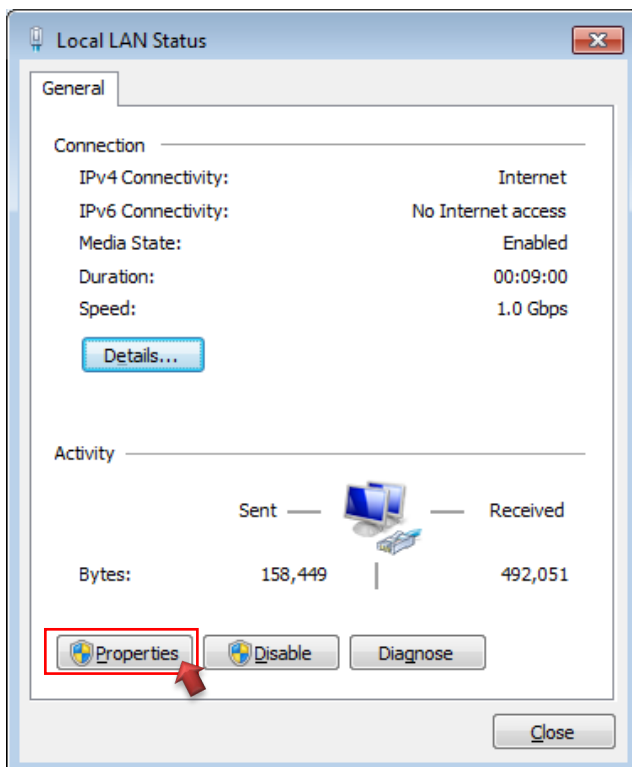 Local LAN Status
General
Connection
IPv4 Connectivity: Internet
IPv6 Connectivity: No Internet access
Media State: Enabled
Duration: 00:09:00
Speed: 1.0 Gbps
Details...
Activity
Sent Received
Bytes: 158,449 492,051
Properties Disable Diagnose
Close